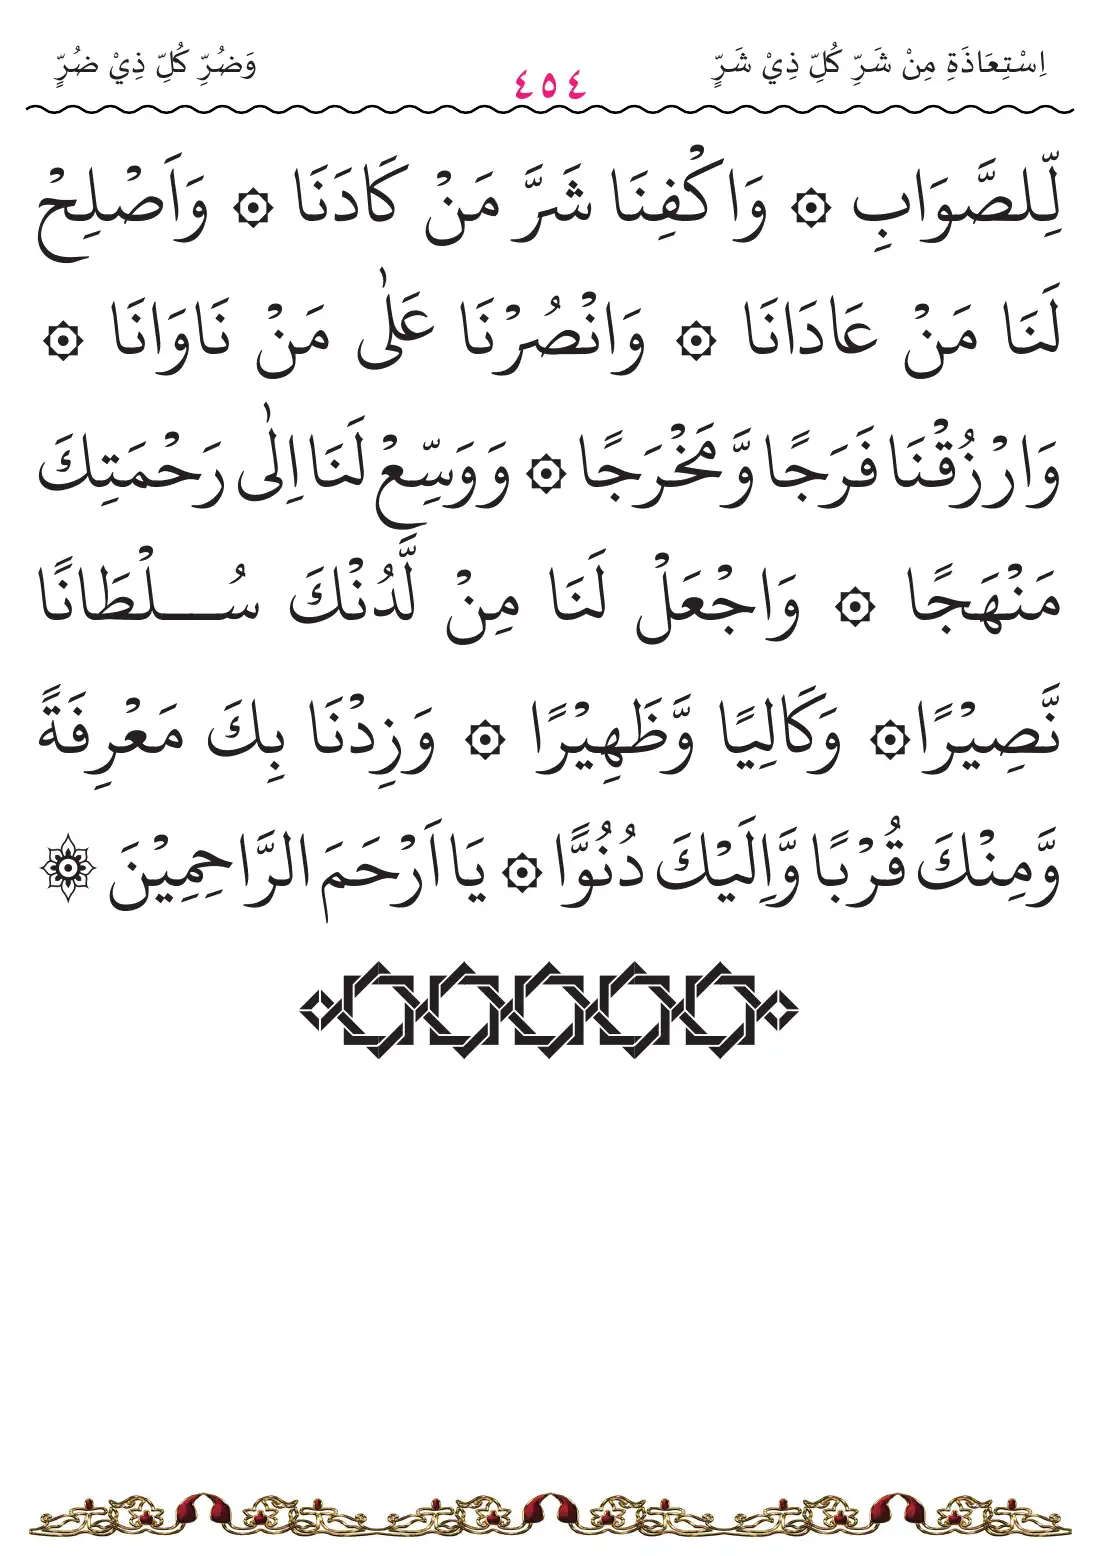 اِسْتِعَاذَةِ مِنْ شَرِّ كُلِّ ذِيْ شَرٍّ
٤٥٤
وَضُرِّ كُلِّ ذِيْ ضُرٍّ
لِّلصَّوَابِ ۞ وَاكْفِنَا شَرَّ مَنْ كَادَنَا ۞ وَاَصْلِحْ
لَنَا مَنْ عَادَانَا ۞ وَانْصُرْنَا عَلٰى مَنْ نَاوَانَا ۞
وَارْزُقْنَا فَرَجًا وَّمَخْرَجًا ۞ وَوَسِّعْ لَنَا اِلٰى رَحْمَتِكَ
مَنْهَجًا ۞ وَاجْعَلْ لَنَا مِنْ لَّدُنْكَ سُلْطَانًا
نَّصِيْرًا ۞ وَكَالِيًا وَّظَهِيْرًا ۞ وَزِدْنَا بِكَ مَعْرِفَةً
وَّمِنْكَ قُرْبًا وَّاِلَيْكَ دُنُوًّا ۞ يَا اَرْحَمَ الرَّاحِمِيْنَ